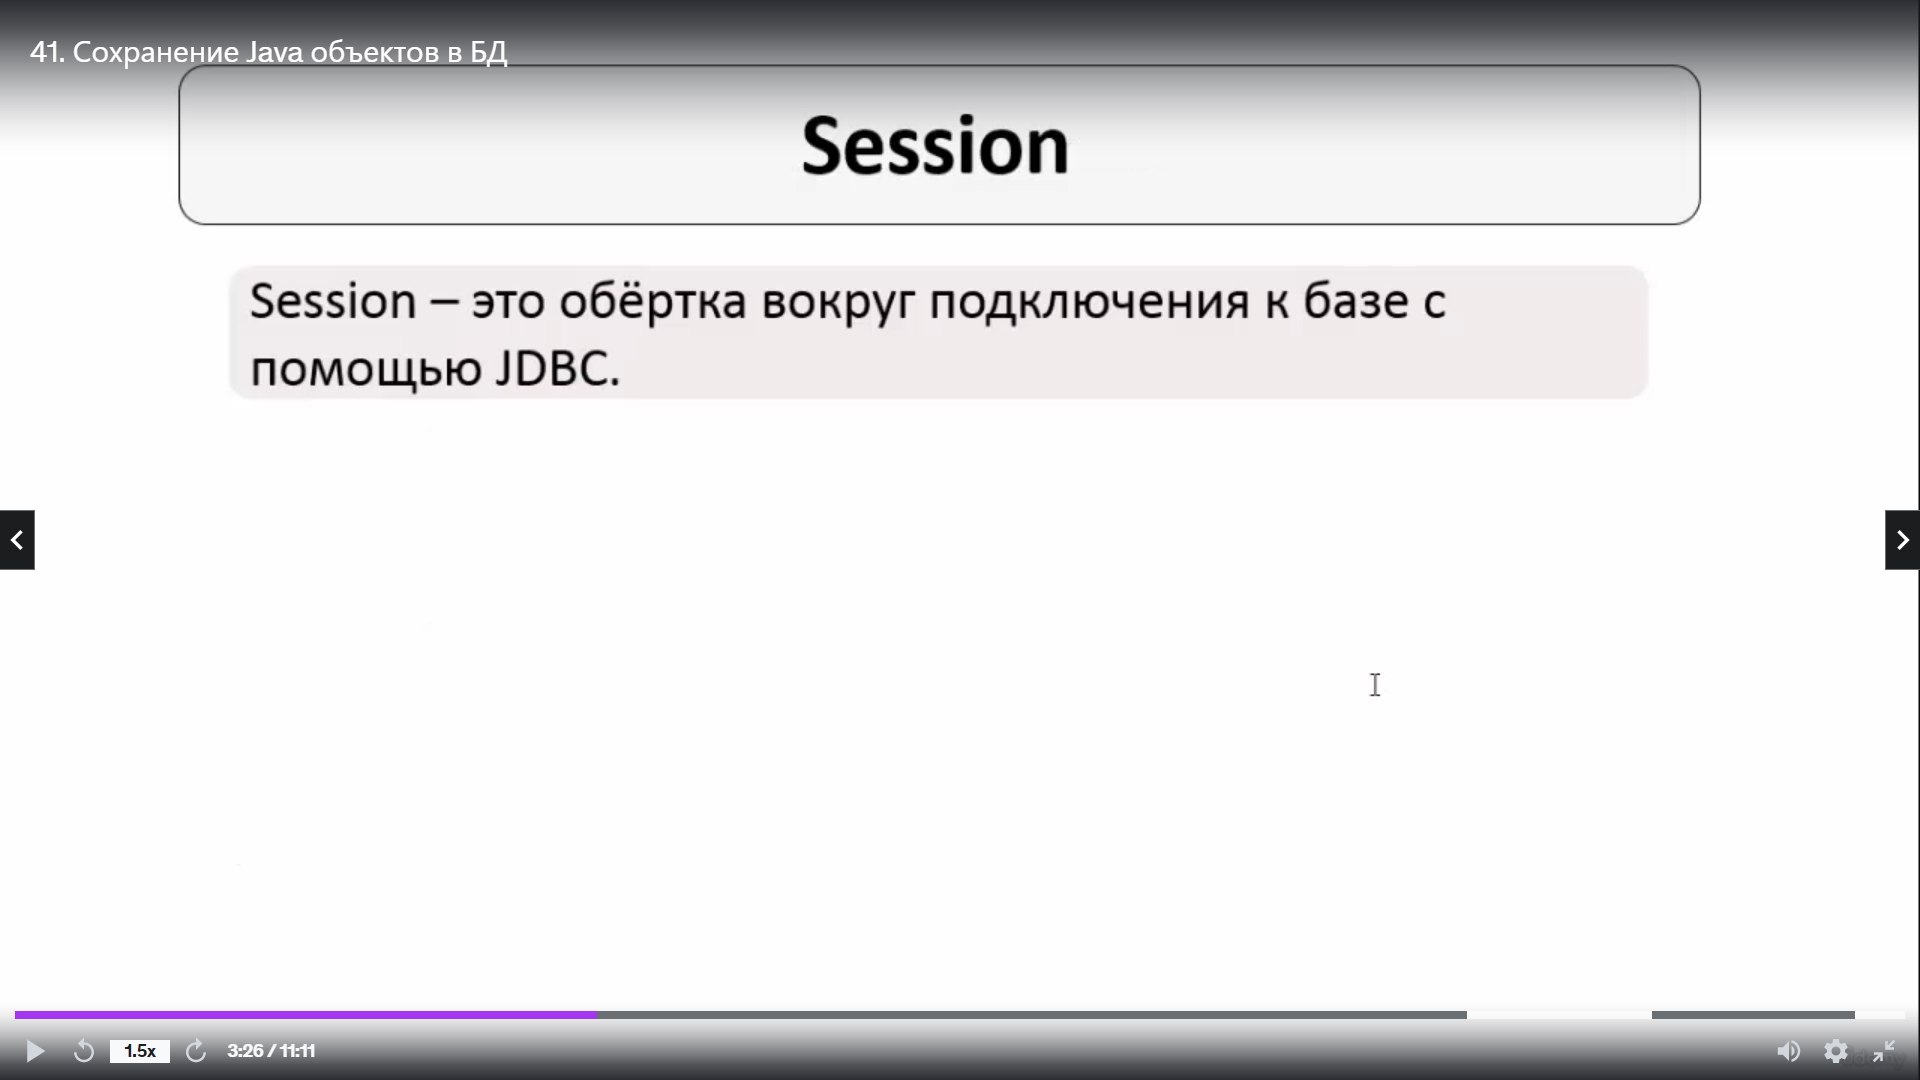 41. Сохранение Java объектов в БД
Session
Session – это обёртка вокруг подключения к базе с
помощью JDBC.
1.5x
3:26 / 11:11